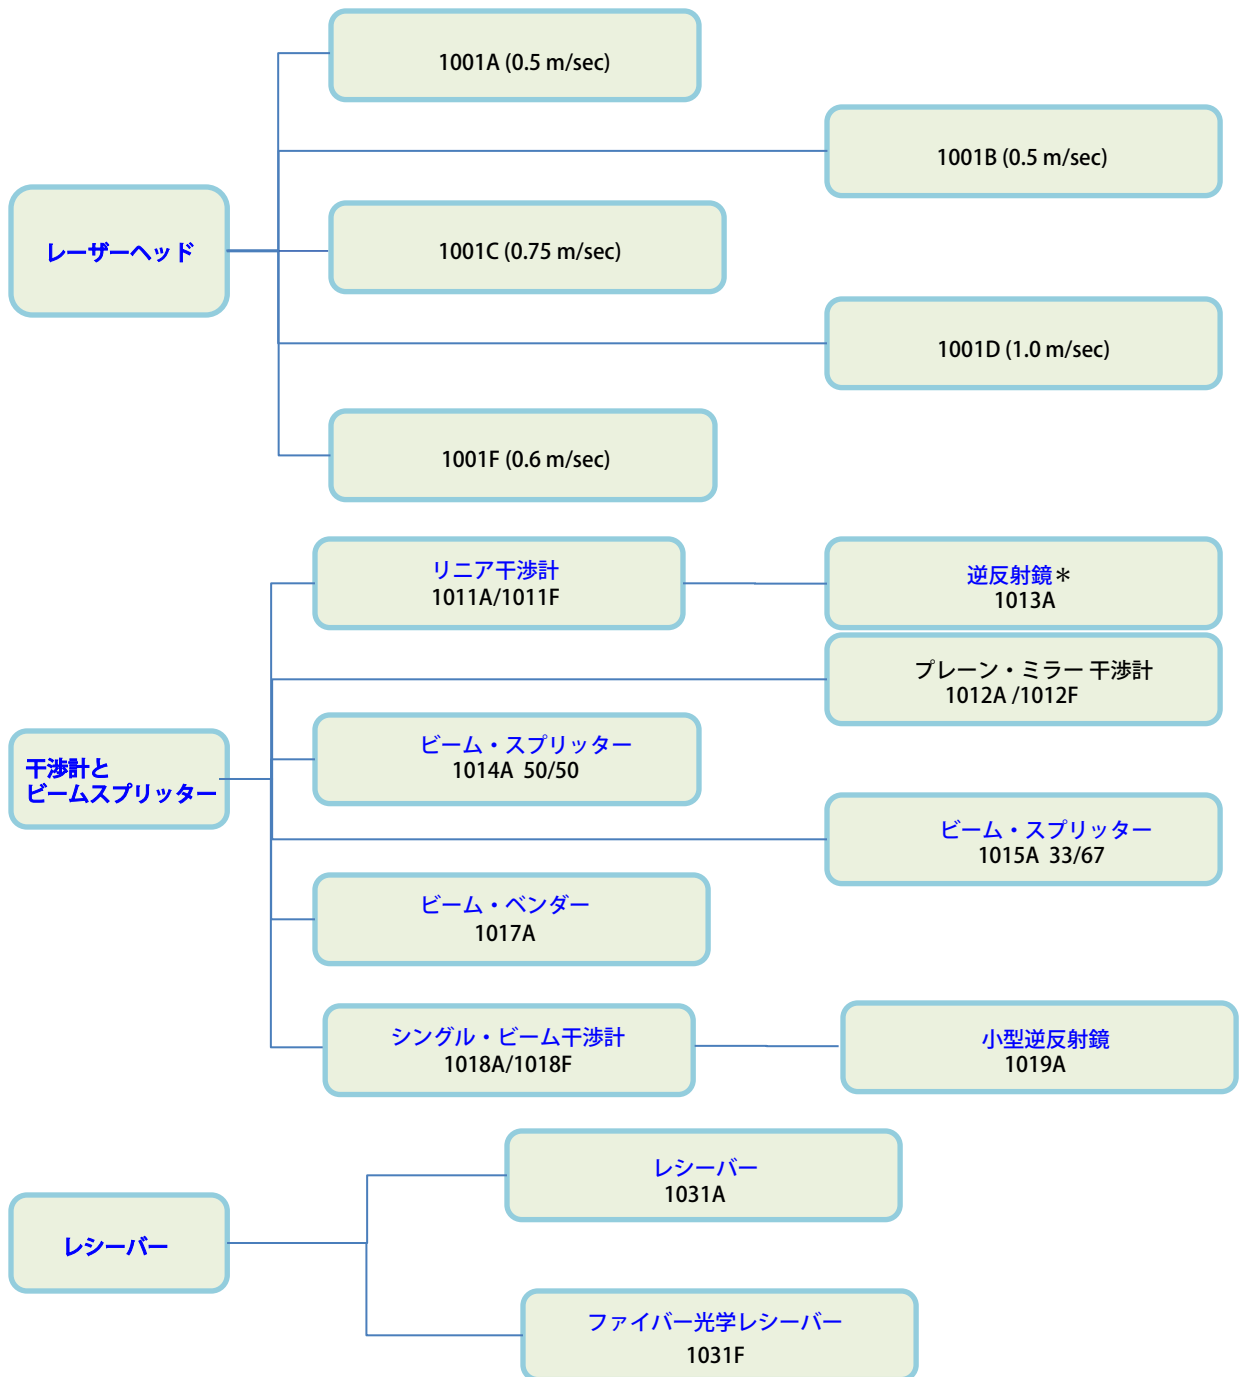 1001A (0.5 m/sec)
1001B (0.5 m/sec)
レーザーヘッド
1001C (0.75 m/sec)
1001D (1.0 m/sec)
1001F (0.6 m/sec)
リニア干渉計
1011A/1011F
逆反射鏡＊
1013A
プレーン・ミラー 干渉計
1012A /1012F
干渉計と
ビームスプリッター
ビーム・スプリッター
1014A 50/50
ビーム・スプリッター
1015A 33/67
ビーム・ベンダー
1017A
シングル・ビーム干渉計
1018A/1018F
小型逆反射鏡
1019A
レシーバー
レシーバー
1031A
ファイバー光学レシーバー
1031F